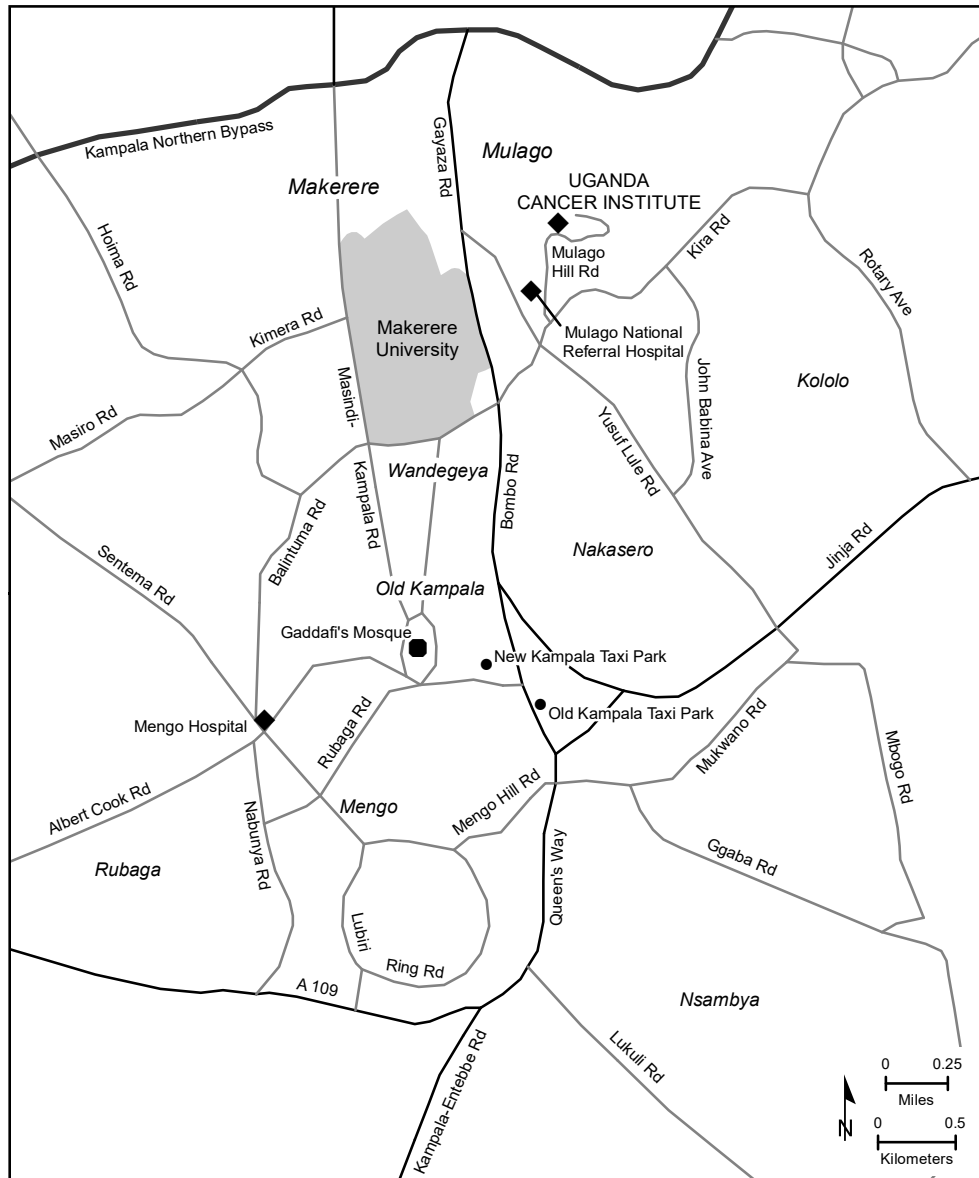 Kampala Northern Bypass
Gayaza Rd
Mulago
Makerere
UGANDA
CANCER INSTITUTE
Hoima Rd
Mulago
Hill Rd
Kira Rd
Rotary Ave
Kimera Rd
Makerere
University
Mulago National
Referral Hospital
Masindi-
Kampala Rd
John Babina Ave
Kololo
Masiro Rd
Yusuf Lule Rd
Wandegeya
Bombo Rd
Balintuma Rd
Sentema Rd
Nakasero
Jinja Rd
Old Kampala
Gaddafi's Mosque
New Kampala Taxi Park
Old Kampala Taxi Park
Mengo Hospital
Rubaga Rd
Mukwano Rd
Mbogo Rd
Albert Cook Rd
Mengo
Mengo Hill Rd
Nabunya Rd
Rubaga
Ggaba Rd
Queen's Way
Lubiri
Ring Rd
A 109
Nsambya
Lukuli Rd
Kampala-Entebbe Rd
N
0 0.25
Miles
0 0.5
Kilometers